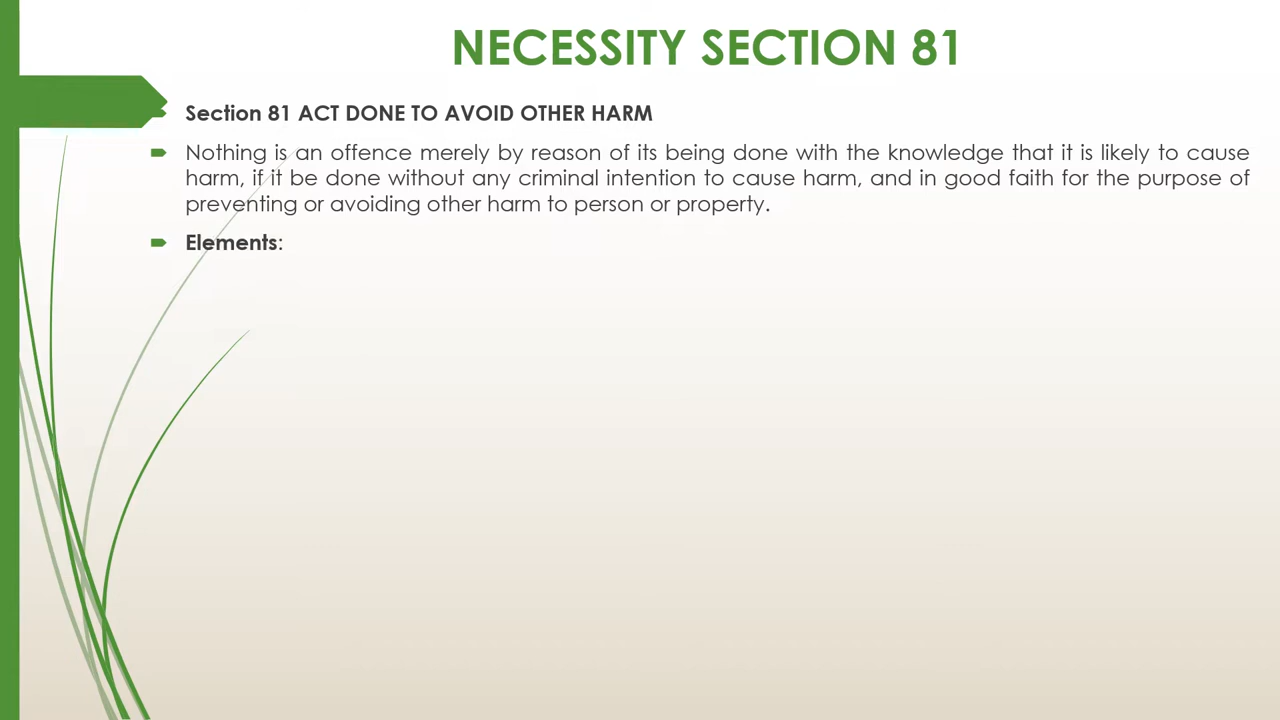 NECESSITY SECTION 81
Section 81 ACT DONE TO AVOID OTHER HARM
Nothing is an offence merely by reason of its being done with the knowledge that it is likely to cause
harm, if it be done without any criminal intention to cause harm, and in good faith for the purpose of
preventing or avoiding other harm to person or property.
Elements: